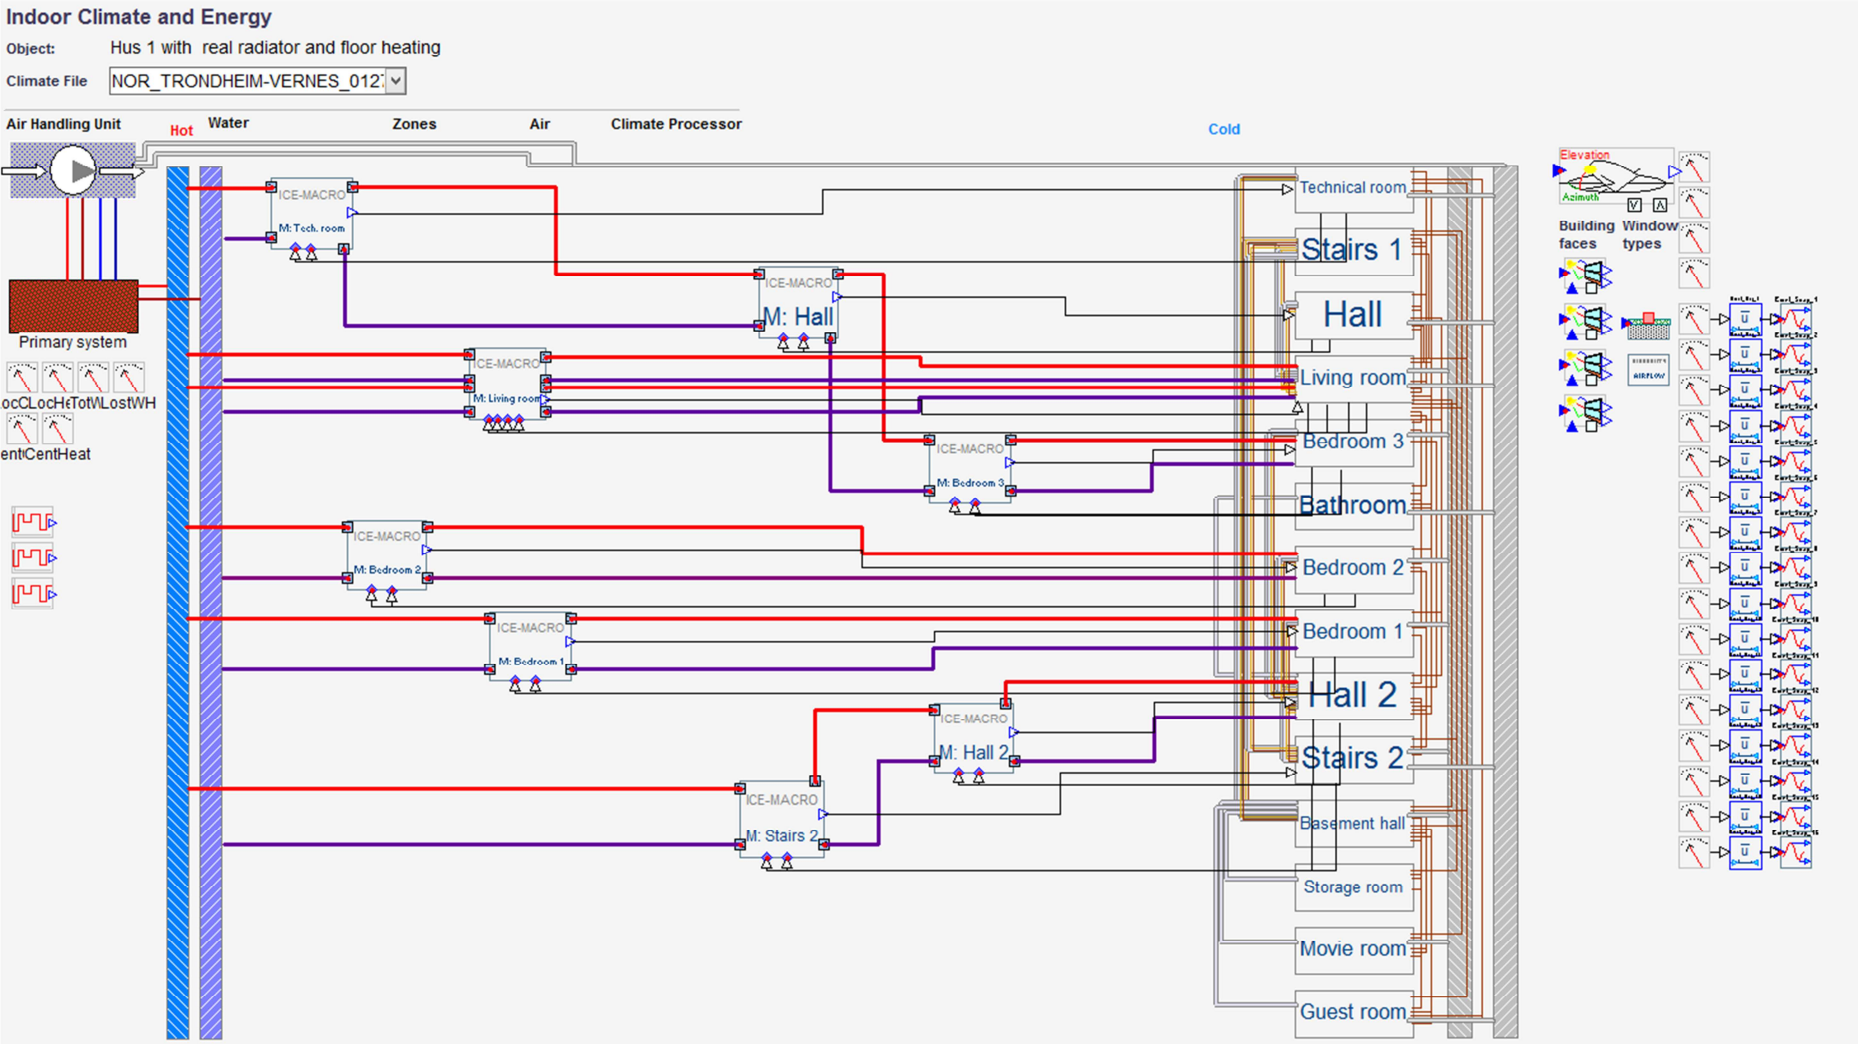 Indoor Climate and Energy
Object: Hus 1 with real radiator and floor heating
Climate File NOR_TRONDHEIM-VERNES_012
Air Handling Unit Hot Water Zones Air Climate Processor Cold
Elevation
Azimuth
Building faces
Window types
AIRFLOW
Primary system
LostWH
CentHeat
ICE-MACRO
M: Tech. room
ICE-MACRO
M: Hall
ICE-MACRO
M: Living room
ICE-MACRO
M: Bedroom 3
ICE-MACRO
M: Bedroom 2
ICE-MACRO
M: Bedroom 1
ICE-MACRO
M: Hall 2
ICE-MACRO
M: Stairs 2
Technical room
Stairs 1
Hall
Living room
Bedroom 3
Bathroom
Bedroom 2
Bedroom 1
Hall 2
Stairs 2
Basement hall
Storage room
Movie room
Guest room